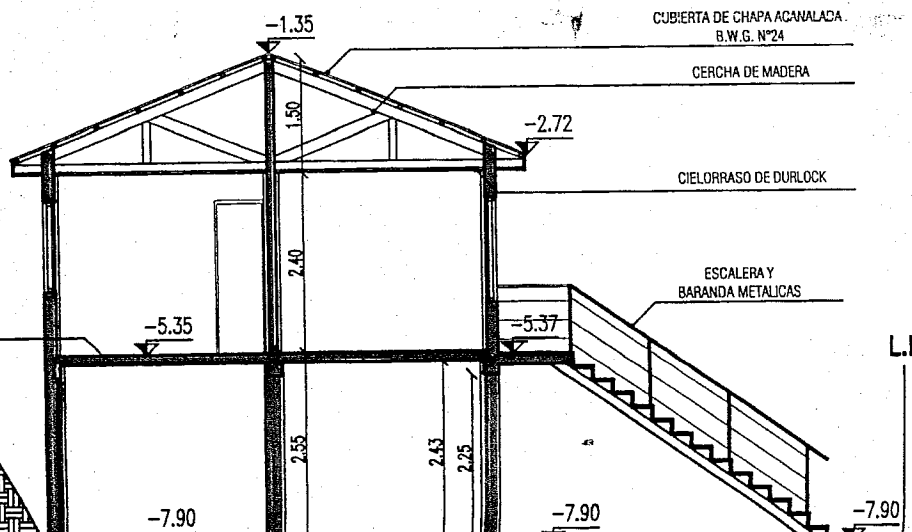 CUBIERTA DE CHAPA ACANALADA
B.W.G. Nº24
-1.35
CERCHA DE MADERA
1.50
-2.72
CIELORRASO DE DURLOCK
2.40
ESCALERA Y
BARANDA METALICAS
-5.35
-5.37
2.55
2.43
2.25
-7.90
-7.90
-7.90